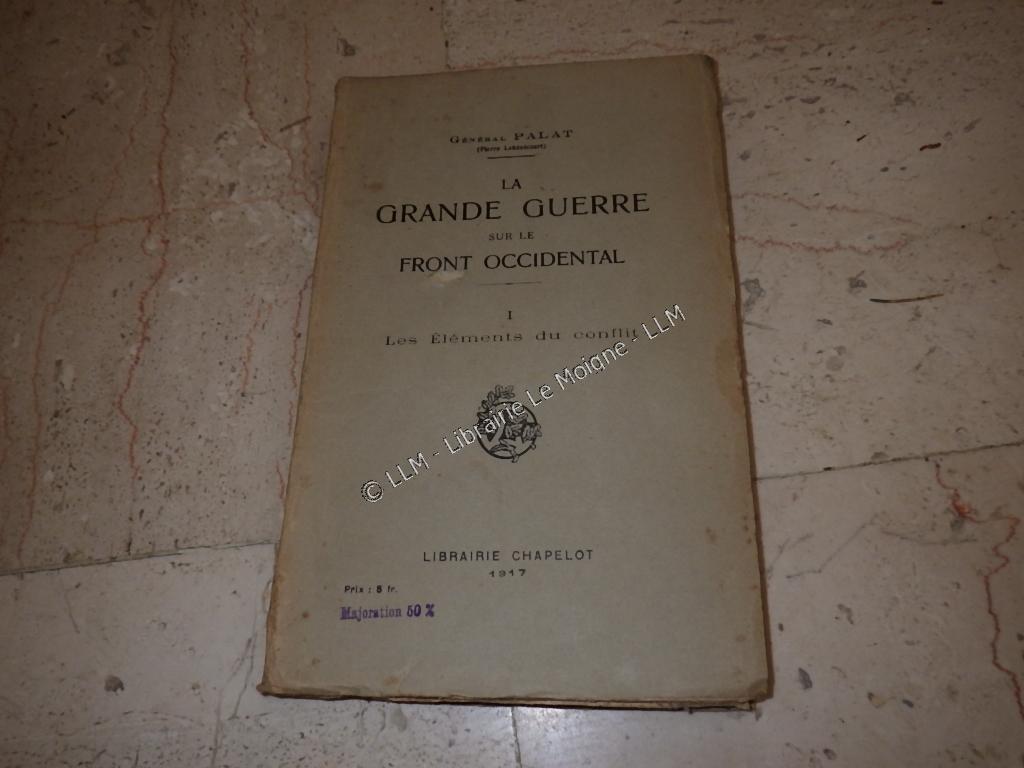 GÉNÉRAL PALAT
(Pierre Lehautcourt)
LA
GRANDE GUERRE
SUR LE
FRONT OCCIDENTAL
I
Les Éléments du conflit
© LLM - Librairie Le Moigne - LLM
LIBRAIRIE CHAPELOT
1917
Prix : 5 fr.
Majoration 50 %